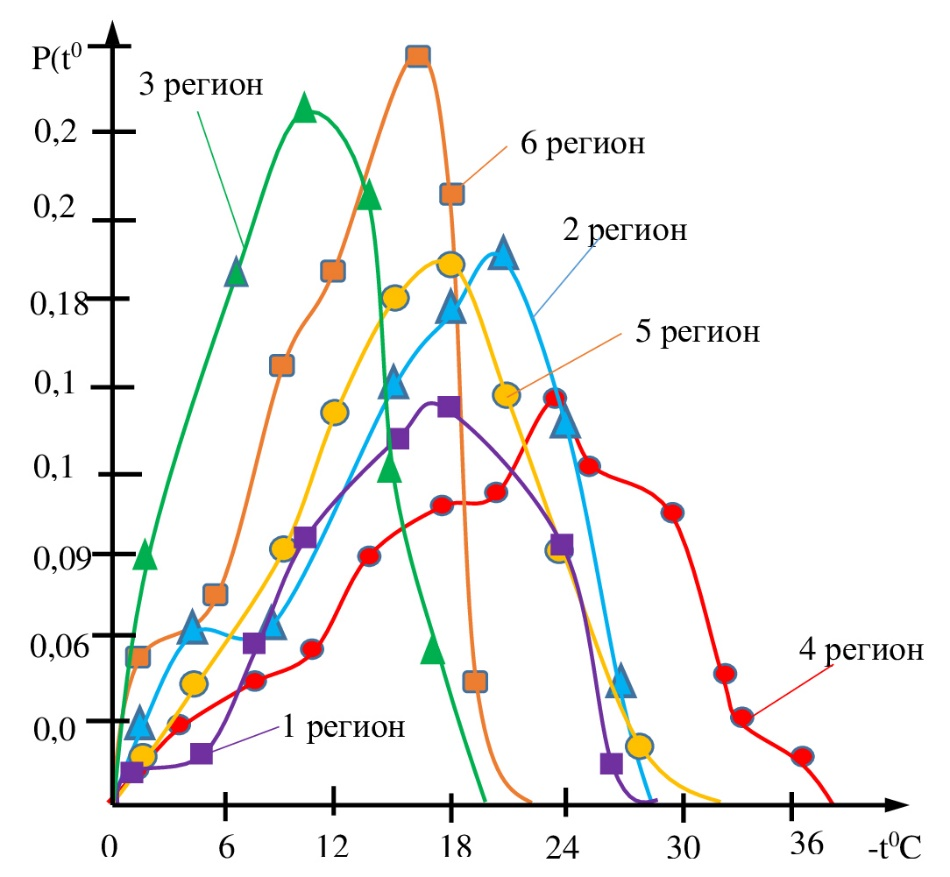 P(t⁰
3 регион
0,2
6 регион
0,2
2 регион
0,18
5 регион
0,1
0,1
0,09
0,06
4 регион
0,0
1 регион
0 6 12 18 24 30 36 -t⁰C